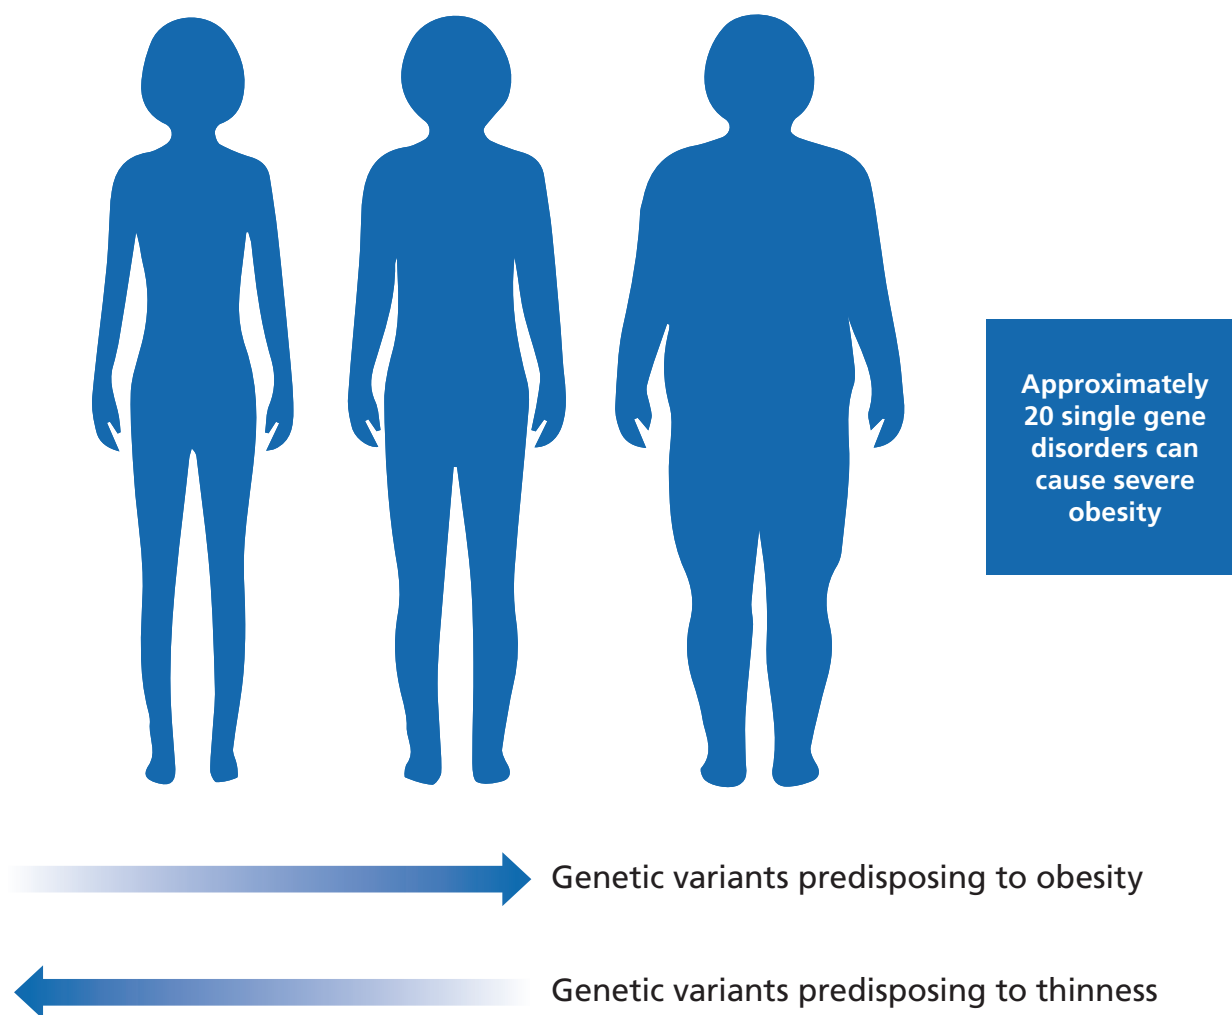 Approximately
20 single gene
disorders can
cause severe
obesity
Genetic variants predisposing to obesity
Genetic variants predisposing to thinness